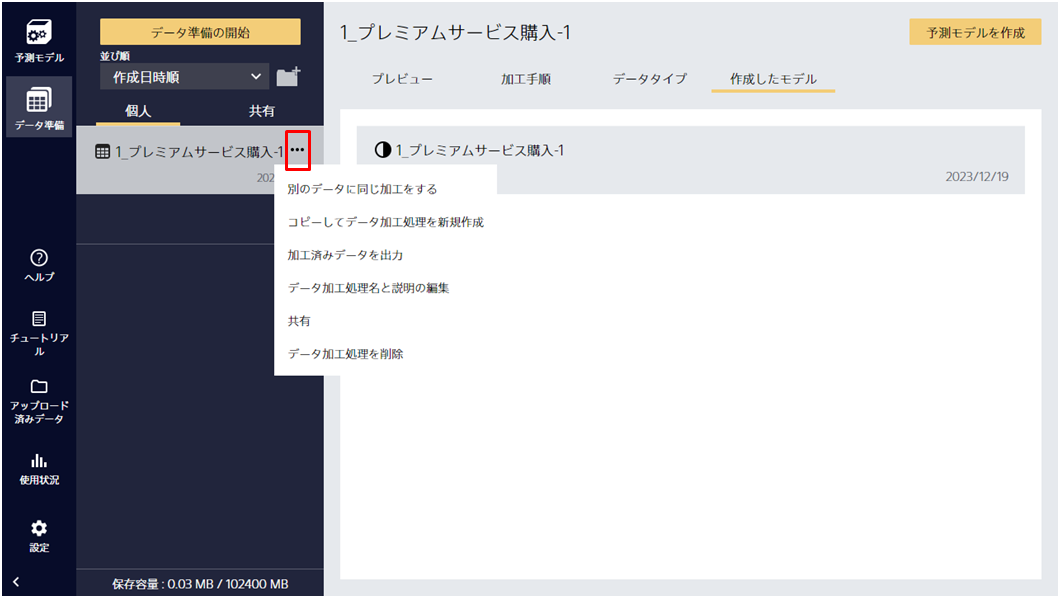 予測モデル
データ準備
ヘルプ
チュートリア
ル
アップロード
済みデータ
使用状況
設定
データ準備の開始
並び順
作成日時順
個人
共有
1_プレミアムサービス購入-1
202
別のデータに同じ加工をする
コピーしてデータ加工処理を新規作成
加工済みデータを出力
データ加工処理名と説明の編集
共有
データ加工処理を削除
保存容量 : 0.03 MB / 102400 MB
1_プレミアムサービス購入-1
予測モデルを作成
プレビュー
加工手順
データタイプ
作成したモデル
1_プレミアムサービス購入-1
2023/12/19